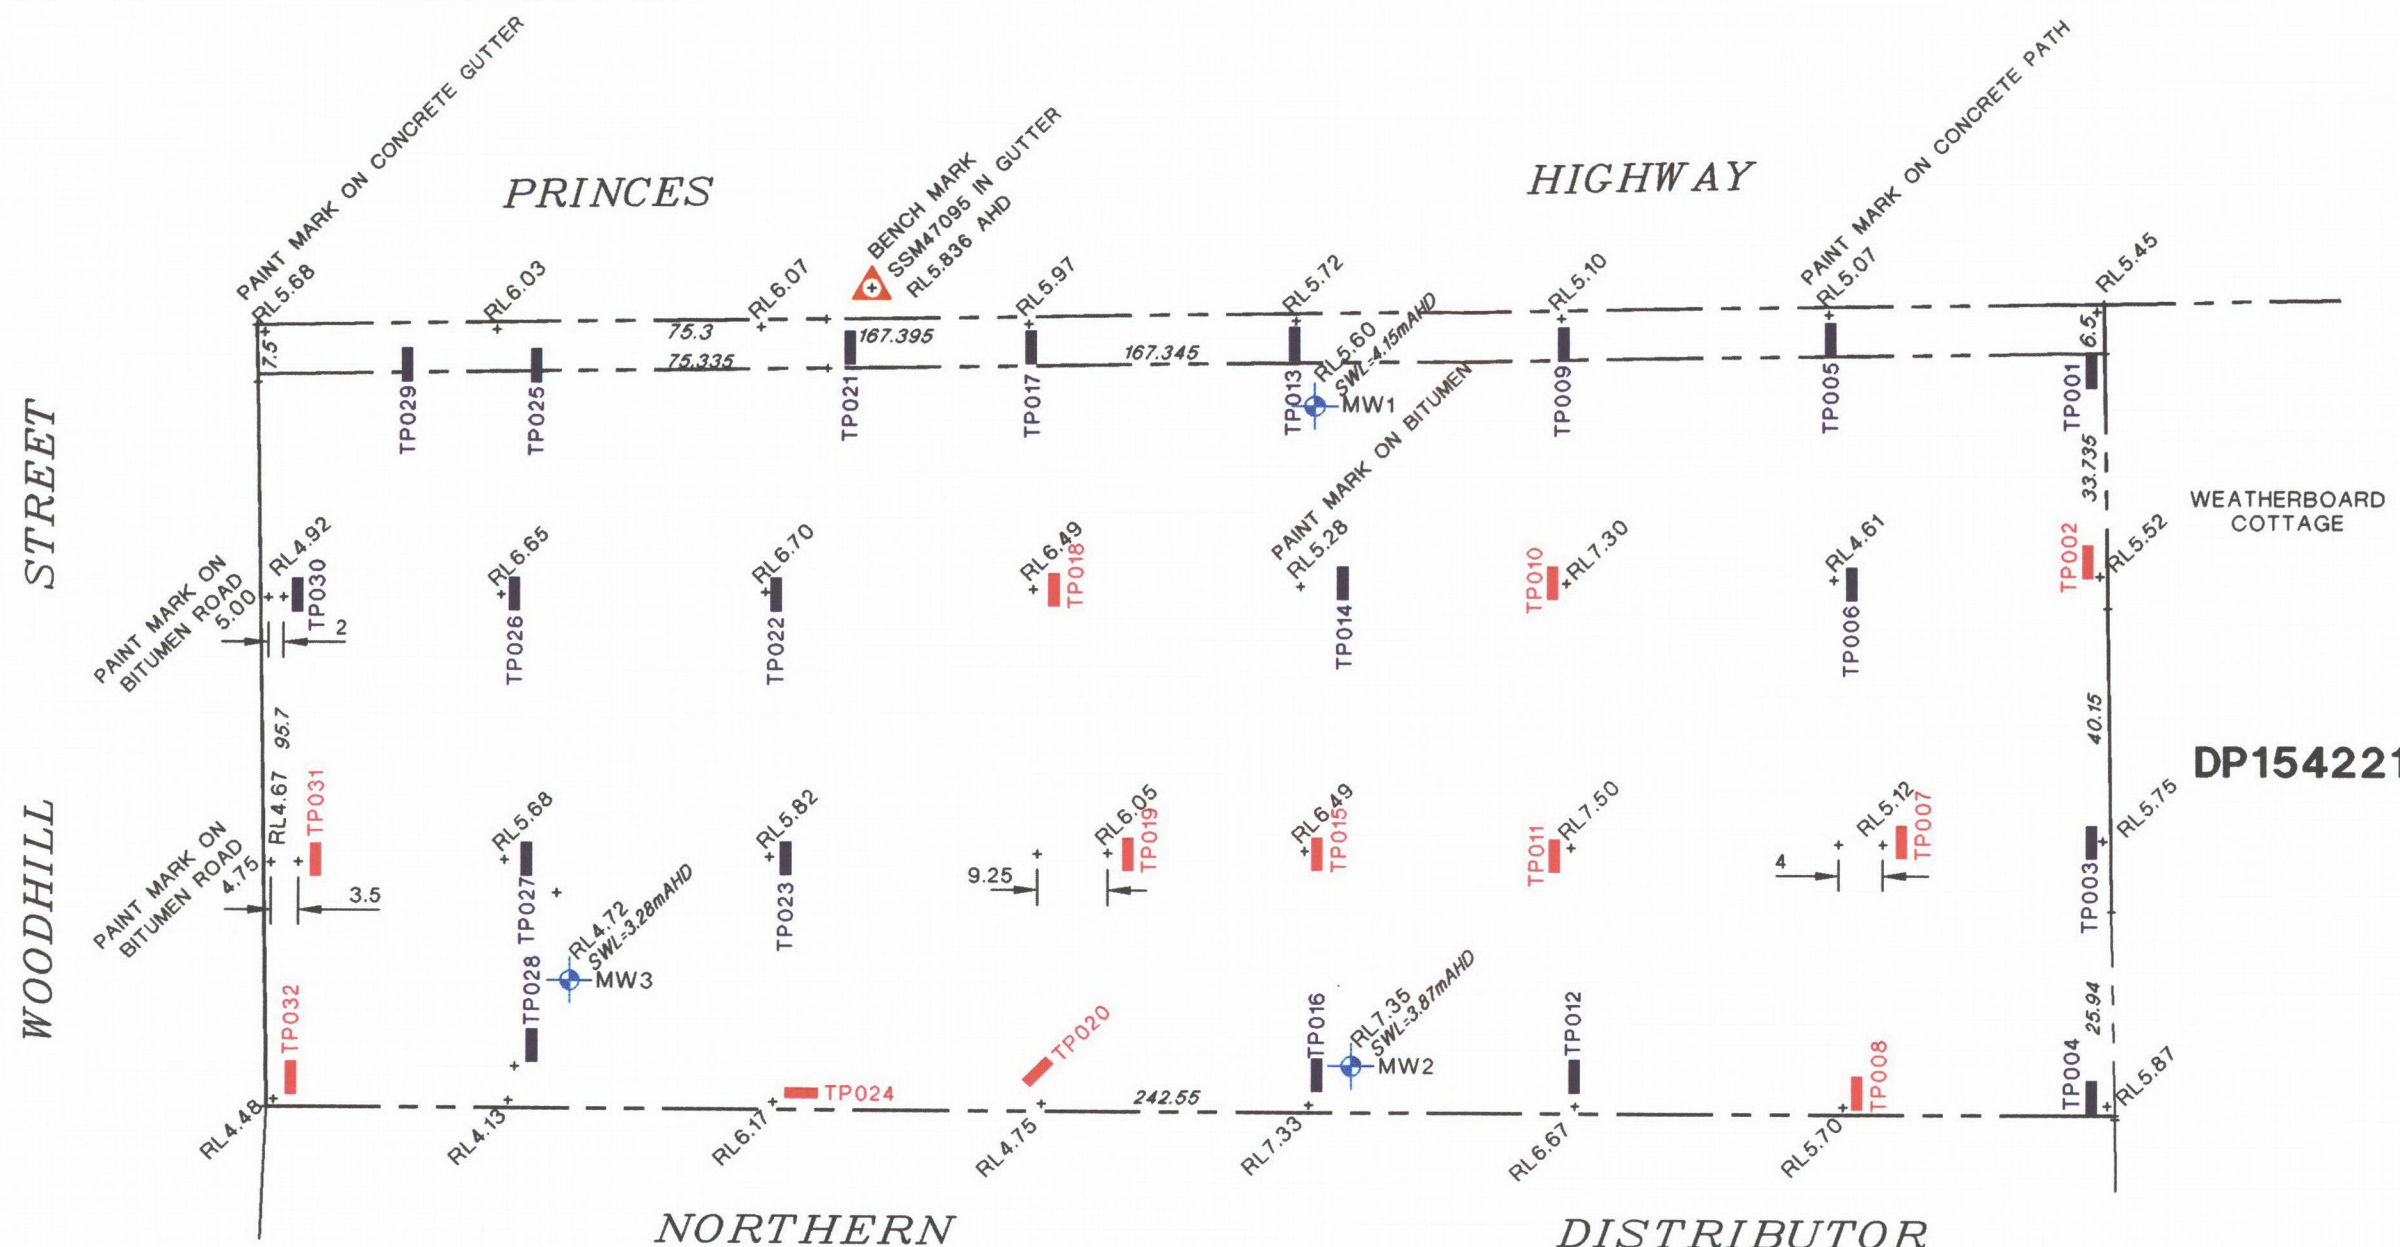 PAINT MARK ON CONCRETE GUTTER
RL5.68
PRINCES
HIGHWAY
BENCH MARK
SSM47095 IN GUTTER
RL5.836 AHD
PAINT MARK ON CONCRETE PATH
RL5.07
RL6.03
RL6.07
RL5.97
RL5.72
RL5.10
RL5.45
7.5
75.3
75.335
167.395
167.345
6.5
RL5.60
SWL=4.15mAHD
MW1
TP029
TP025
TP021
TP017
TP013
TP009
TP005
TP001
33.735
STREET
WEATHERBOARD
COTTAGE
PAINT MARK ON
BITUMEN ROAD
5.00
RL4.92
TP030
2
RL6.65
TP026
RL6.70
TP022
RL6.49
TP018
PAINT MARK ON BITUMEN
RL5.28
TP014
TP010
RL7.30
RL4.61
TP006
TP002
RL5.52
95.7
40.15
DP154221
WOODHILL
PAINT MARK ON
BITUMEN ROAD
4.75
RL4.67
TP031
3.5
RL5.68
TP027
RL5.82
TP023
9.25
RL6.05
TP019
RL6.49
TP015
TP011
RL7.50
4
RL5.12
TP007
TP003
RL5.75
RL4.72
SWL=3.28mAHD
MW3
TP028
TP032
TP024
TP020
TP016
RL7.35
SWL=3.87mAHD
MW2
TP012
TP008
TP004
25.94
RL5.87
242.55
RL4.48
RL4.13
RL6.17
RL4.75
RL7.33
RL6.67
RL5.70
NORTHERN
DISTRIBUTOR